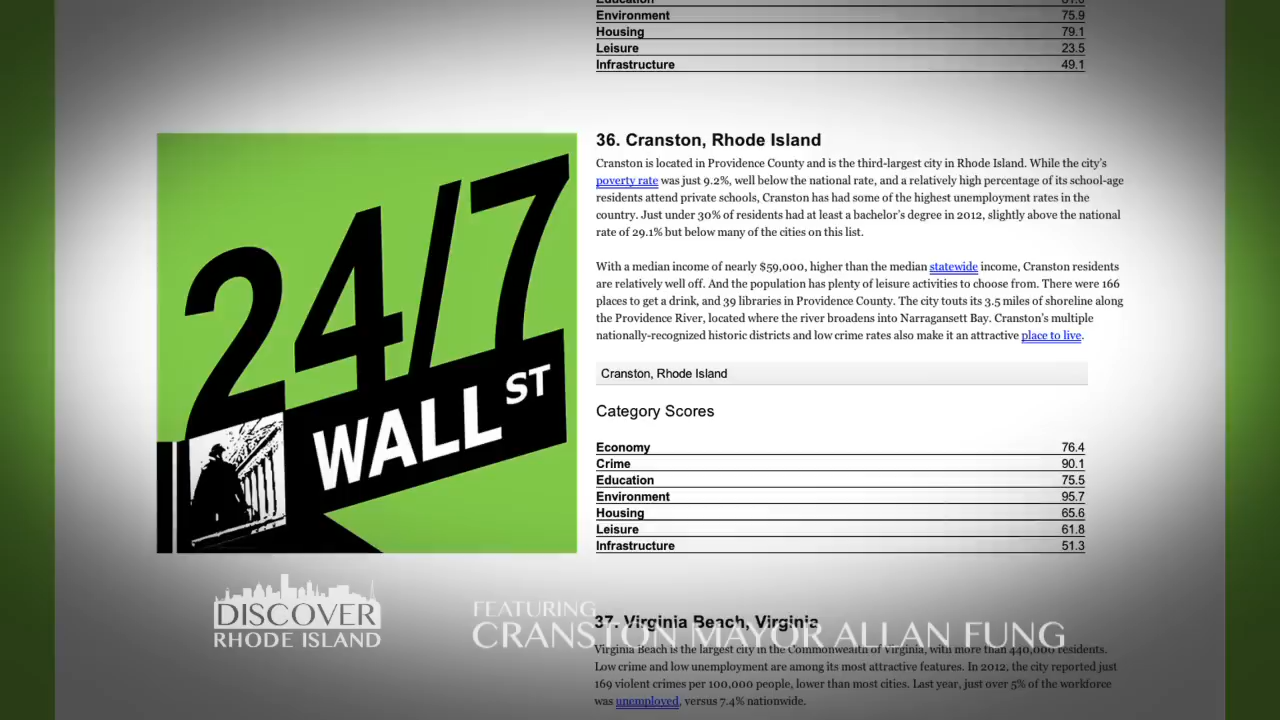 Education
Environment 75.9
Housing 79.1
Leisure 23.5
Infrastructure 49.1
24/7
WALL ST
36. Cranston, Rhode Island
Cranston is located in Providence County and is the third-largest city in Rhode Island. While the city's
poverty rate was just 9.2%, well below the national rate, and a relatively high percentage of its school-age
residents attend private schools, Cranston has had some of the highest unemployment rates in the
country. Just under 30% of residents had at least a bachelor's degree in 2012, slightly above the national
rate of 29.1% but below many of the cities on this list.
With a median income of nearly $59,000, higher than the median statewide income, Cranston residents
are relatively well off. And the population has plenty of leisure activities to choose from. There were 166
places to get a drink, and 39 libraries in Providence County. The city touts its 3.5 miles of shoreline along
the Providence River, located where the river broadens into Narragansett Bay. Cranston's multiple
nationally-recognized historic districts and low crime rates also make it an attractive place to live.
Cranston, Rhode Island
Category Scores
Economy 76.4
Crime 90.1
Education 75.5
Environment 95.7
Housing 65.6
Leisure 61.8
Infrastructure 51.3
DISCOVER
RHODE ISLAND
FEATURING
CRANSTON MAYOR ALLAN FUNG
37. Virginia Beach, Virginia
Virginia Beach is the largest city in the Commonwealth of Virginia, with more than 440,000 residents.
Low crime and low unemployment are among its most attractive features. In 2012, the city reported just
169 violent crimes per 100,000 people, lower than most cities. Last year, just over 5% of the workforce
was unemployed, versus 7.4% nationwide.